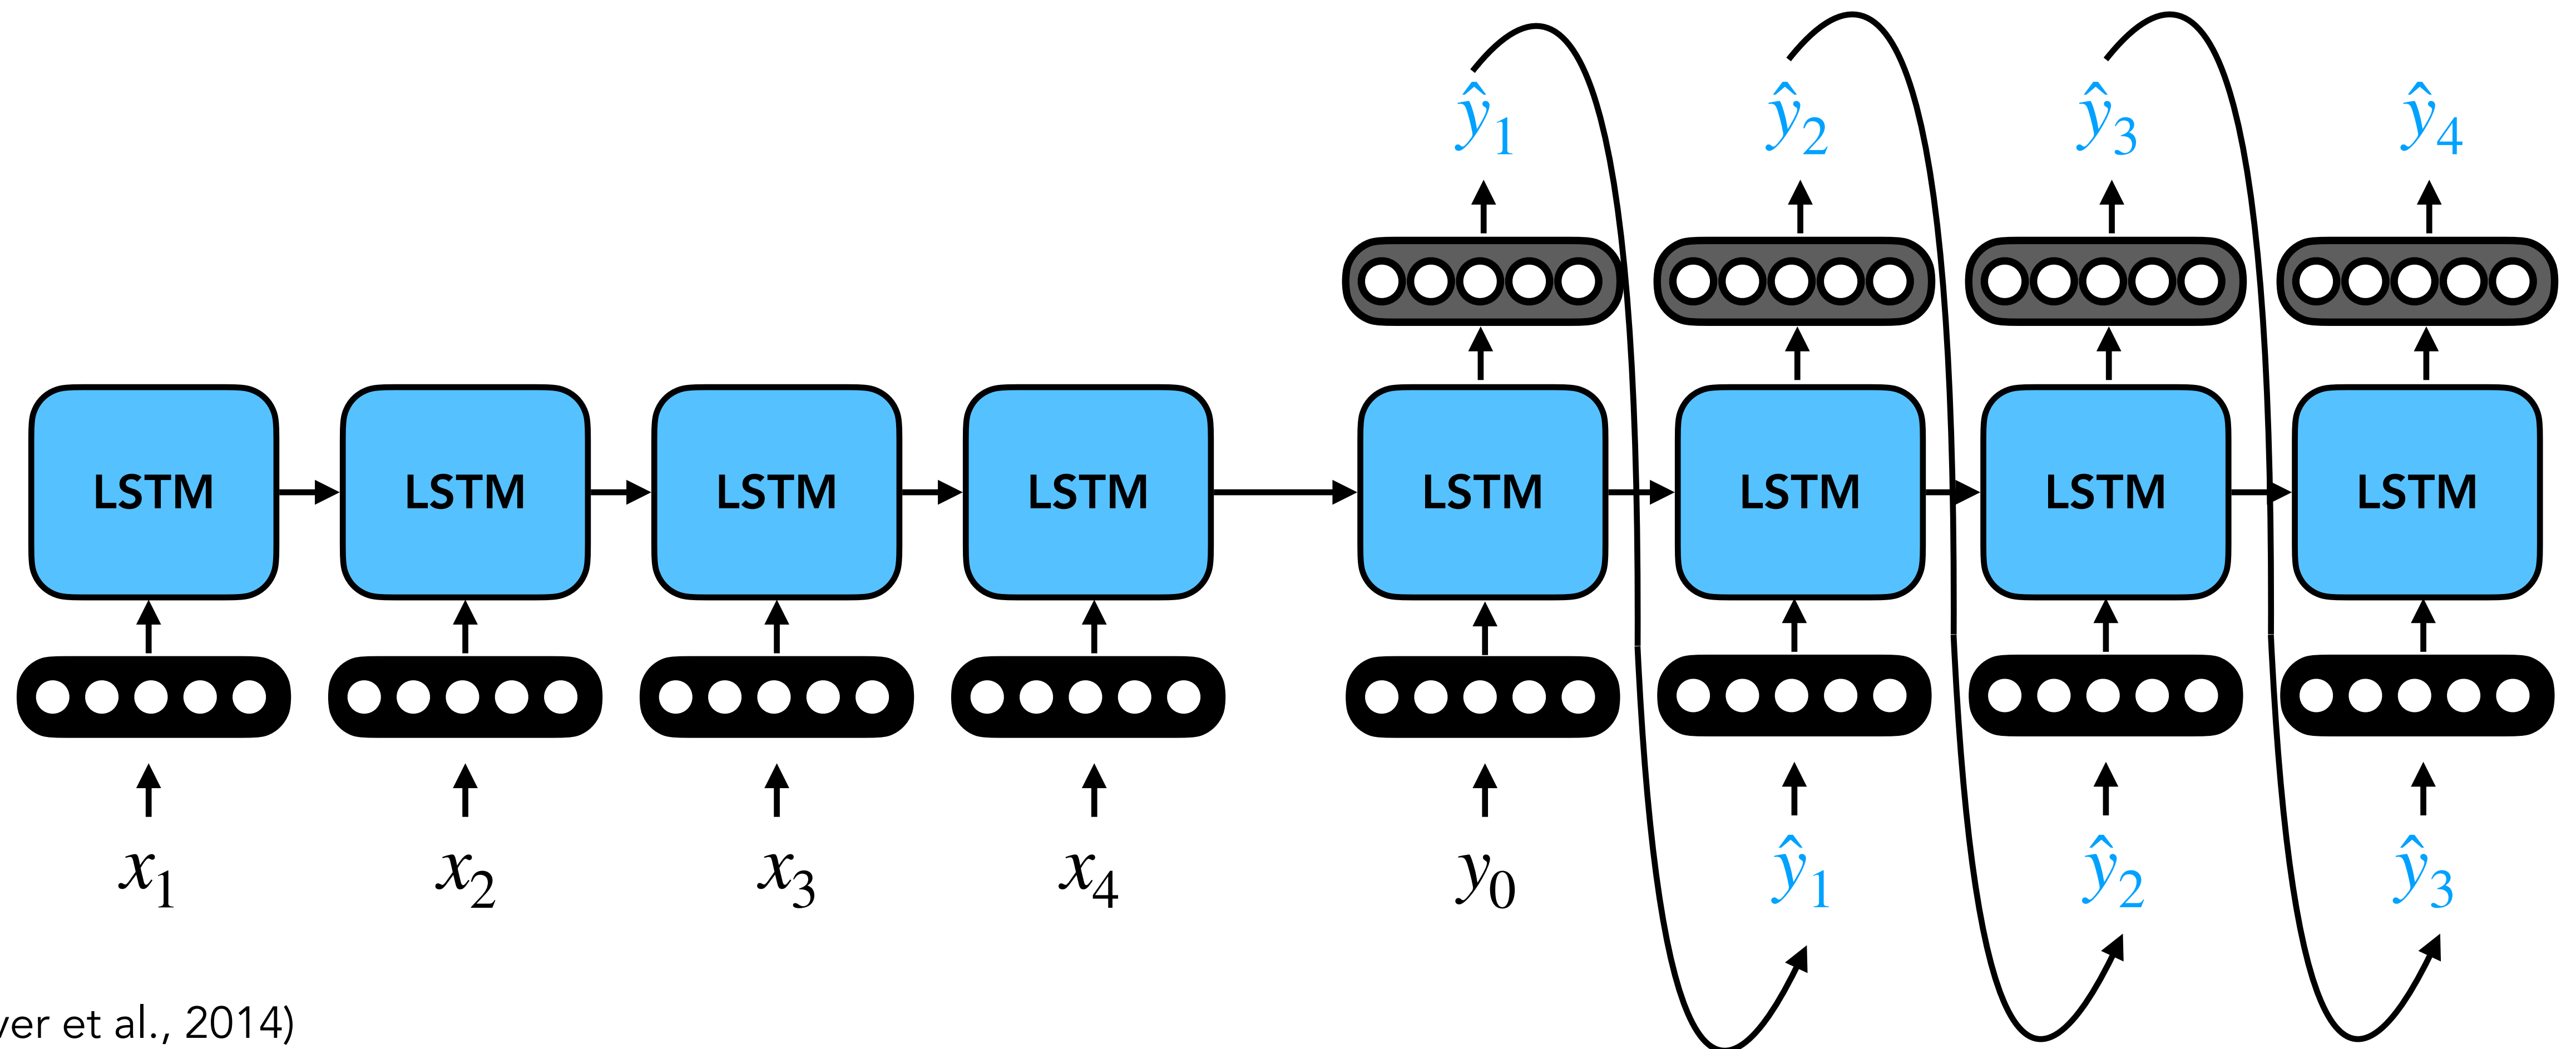 ŷ₁ ŷ₂ ŷ₃ ŷ₄
LSTM LSTM LSTM LSTM LSTM LSTM LSTM LSTM
x₁ x₂ x₃ x₄ y₀ ŷ₁ ŷ₂ ŷ₃
et al., 2014)